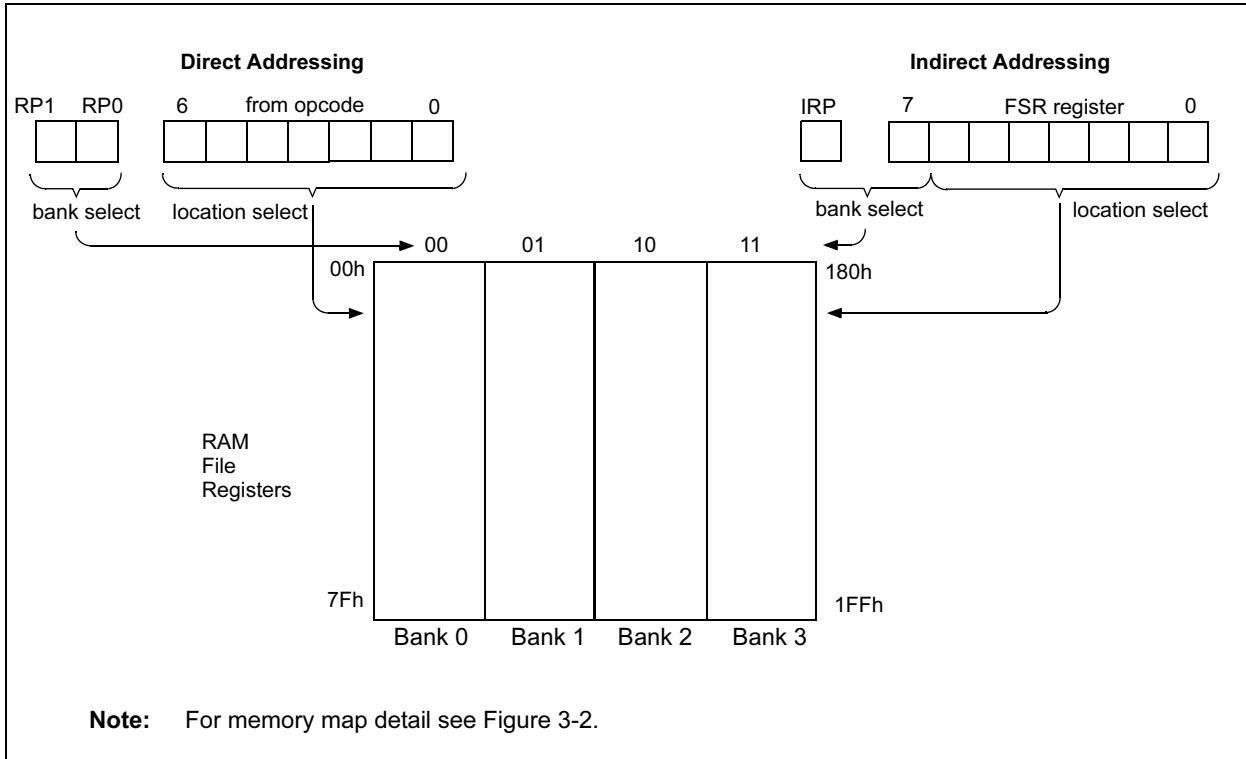 Direct Addressing
Indirect Addressing
RP1 RP0 6 from opcode 0
IRP 7 FSR register 0
bank select location select
bank select location select
00 01 10 11
00h
180h
RAM
File
Registers
7Fh
1FFh
Bank 0 Bank 1 Bank 2 Bank 3
Note: For memory map detail see Figure 3-2.